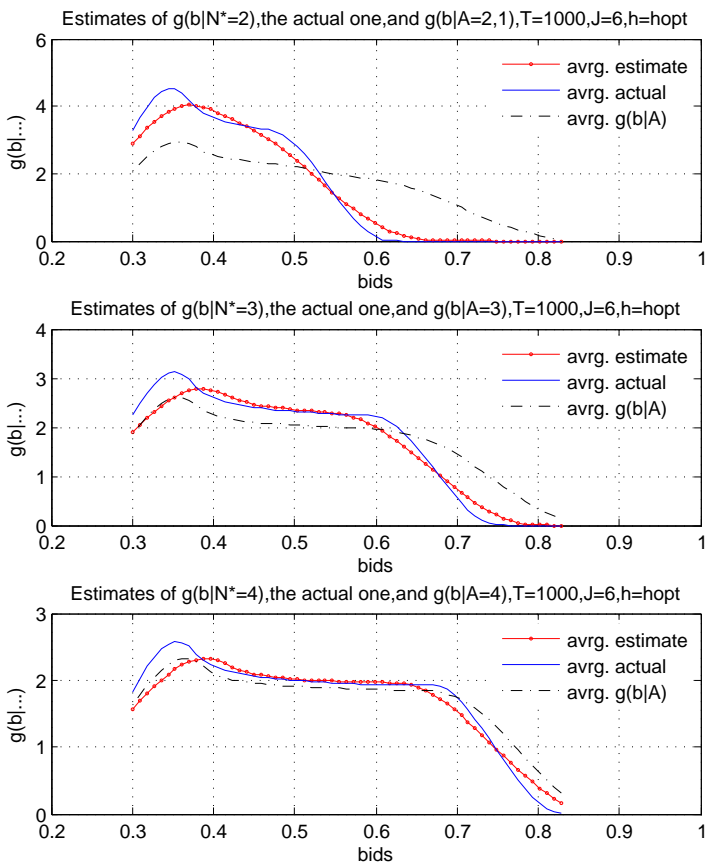 Estimates of g(b|N*=2),the actual one,and g(b|A=2,1),T=1000,J=6,h=hopt
6
4
2
0
g(b|...)
avrg. estimate
avrg. actual
avrg. g(b|A)
0.2 0.3 0.4 0.5 0.6 0.7 0.8 0.9 1
bids
Estimates of g(b|N*=3),the actual one,and g(b|A=3),T=1000,J=6,h=hopt
4
3
2
1
0
g(b|...)
avrg. estimate
avrg. actual
avrg. g(b|A)
0.2 0.3 0.4 0.5 0.6 0.7 0.8 0.9 1
bids
Estimates of g(b|N*=4),the actual one,and g(b|A=4),T=1000,J=6,h=hopt
3
2
1
0
g(b|...)
avrg. estimate
avrg. actual
avrg. g(b|A)
0.2 0.3 0.4 0.5 0.6 0.7 0.8 0.9 1
bids